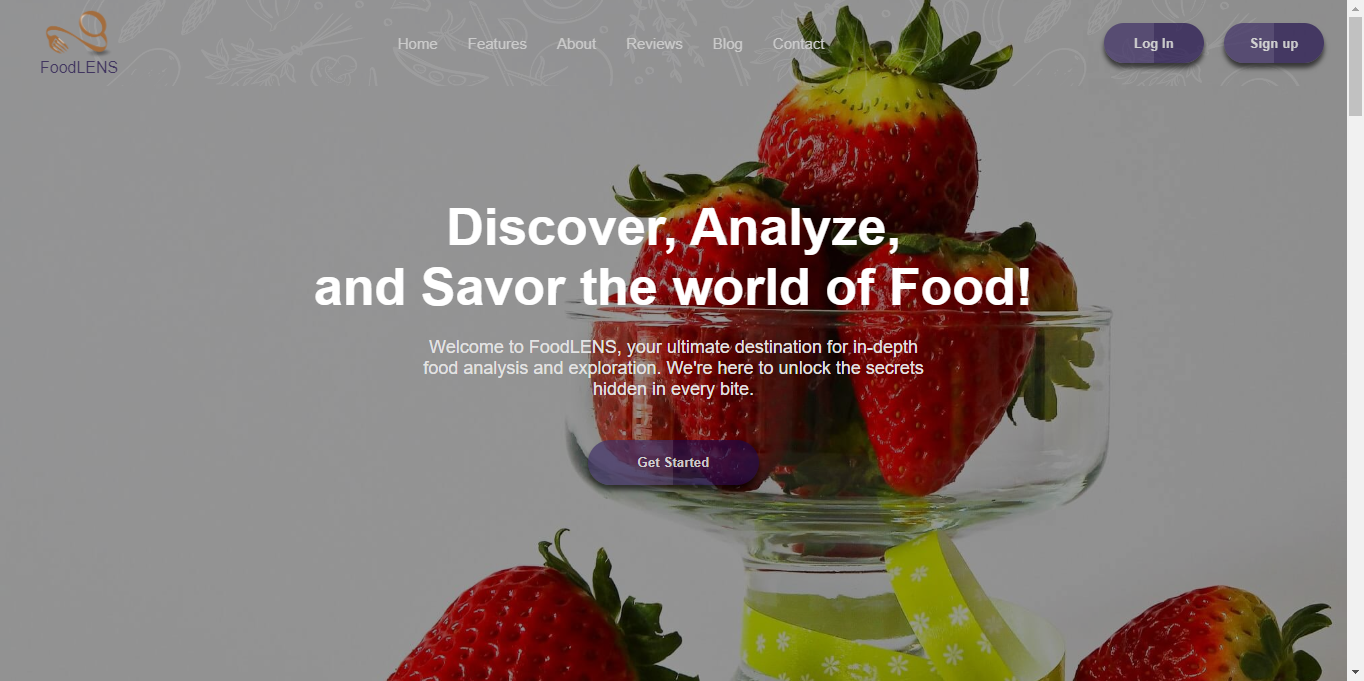 FoodLENS
Home
Features
About
Reviews
Blog
Contact
Log In
Sign up
Discover, Analyze,
and Savor the world of Food!
Welcome to FoodLENS, your ultimate destination for in-depth
food analysis and exploration. We're here to unlock the secrets
hidden in every bite.
Get Started